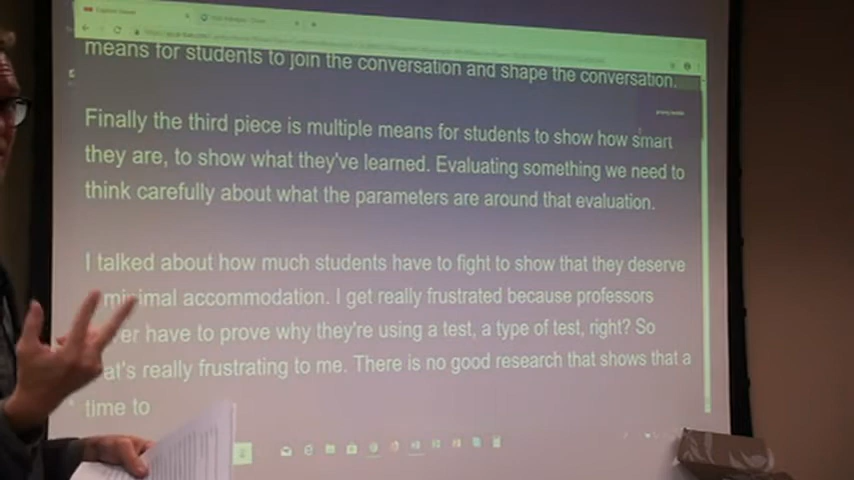 means for students to join the conversation and shape the conversation.
Finally the third piece is multiple means for students to show how smart
they are, to show what they've learned. Evaluating something we need to
think carefully about what the parameters are around that evaluation.
I talked about how much students have to fight to show that they deserve
minimal accommodation. I get really frustrated because professors
have to prove why they're using a test, a type of test, right? So
really frustrating to me. There is no good research that shows that a
time to